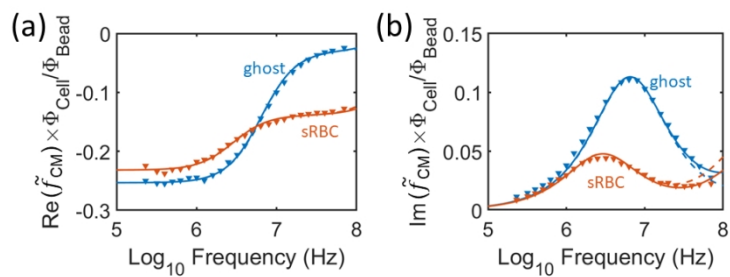 (a)
Re(f̃CM)×ΦCell/ΦBead
0
-0.1
-0.2
-0.3
ghost
sRBC
5 6 7 8
Log10 Frequency (Hz)
(b)
Im(f̃CM)×ΦCell/ΦBead
0.15
0.1
0.05
0
ghost
sRBC
5 6 7 8
Log10 Frequency (Hz)